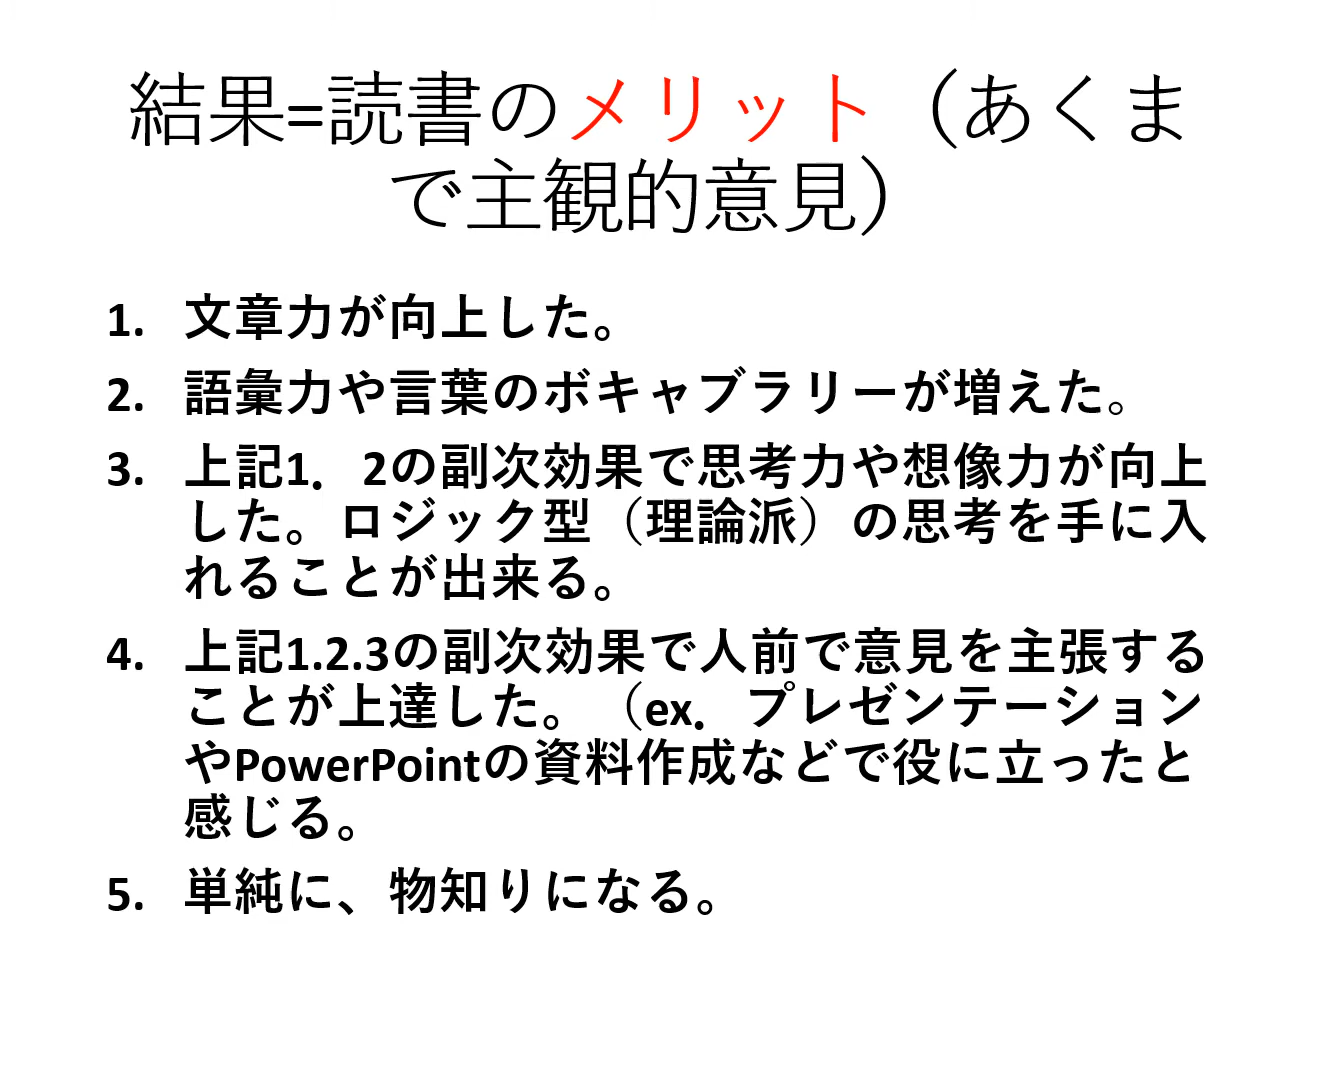 結果=読書のメリット（あくま
で主観的意見）
1. 文章力が向上した。
2. 語彙力や言葉のボキャブラリーが増えた。
3. 上記1．2の副次効果で思考力や想像力が向上
した。ロジック型（理論派）の思考を手に入
れることが出来る。
4. 上記1.2.3の副次効果で人前で意見を主張する
ことが上達した。（ex．プレゼンテーション
やPowerPointの資料作成などで役に立ったと
感じる。
5. 単純に、物知りになる。